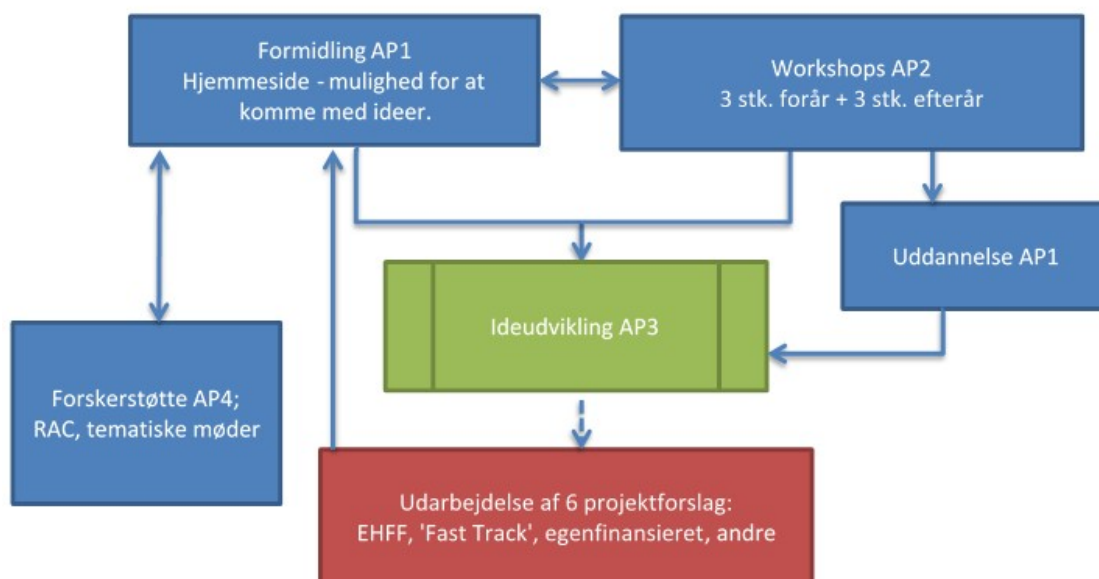 Formidling AP1
Hjemmeside - mulighed for at
komme med ideer.
Workshops AP2
3 stk. forår + 3 stk. efterår
Uddannelse AP1
Ideudvikling AP3
Forskerstøtte AP4;
RAC, tematiske møder
Udarbejdelse af 6 projektforslag:
EHFF, 'Fast Track', egenfinansieret, andre